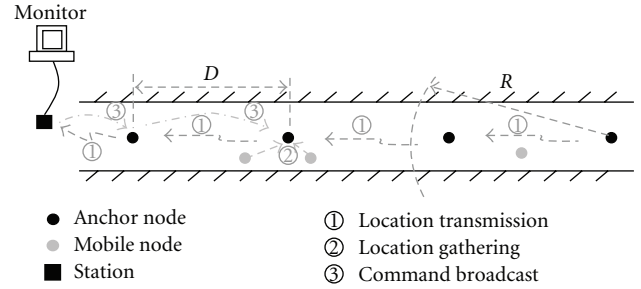 Monitor
D
R
③ ③
① ① ① ①
②
Anchor node
Mobile node
Station
① Location transmission
② Location gathering
③ Command broadcast